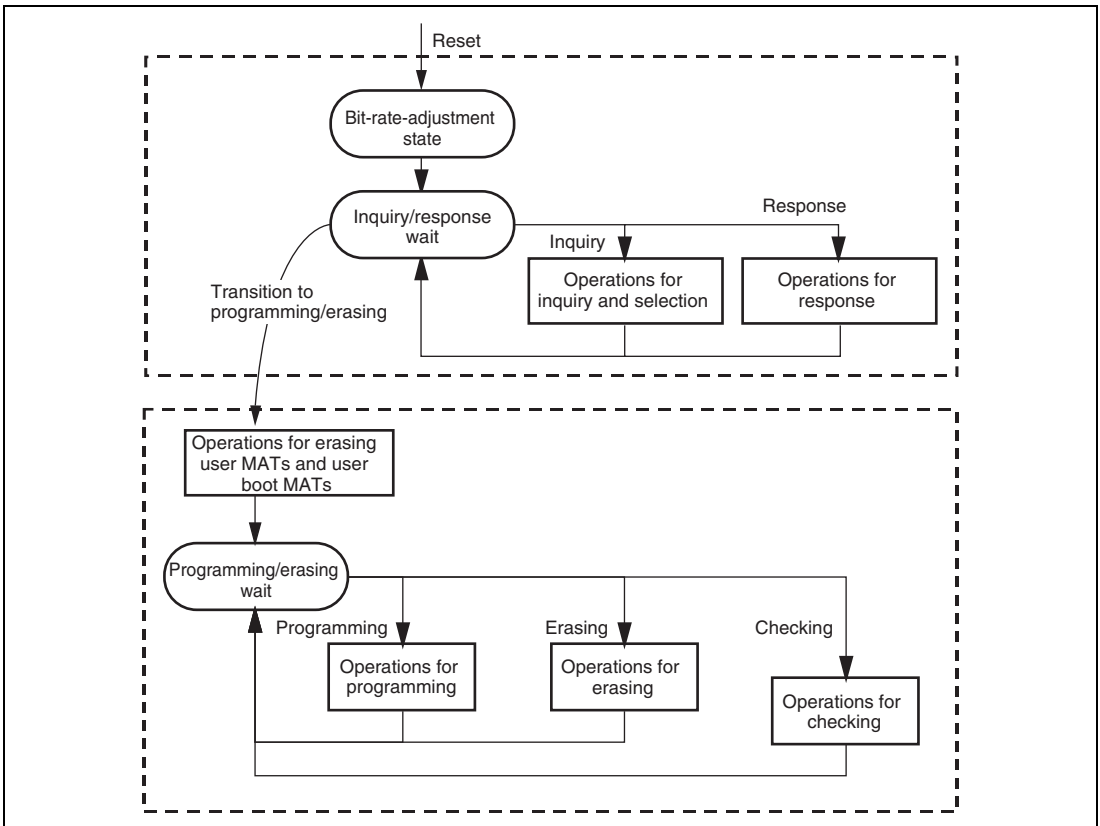 Reset
Bit-rate-adjustment
state
Inquiry/response
wait
Response
Inquiry
Operations for
inquiry and selection
Operations for
response
Transition to
programming/erasing
Operations for erasing
user MATs and user
boot MATs
Programming/erasing
wait
Programming
Erasing
Checking
Operations for
programming
Operations for
erasing
Operations for
checking